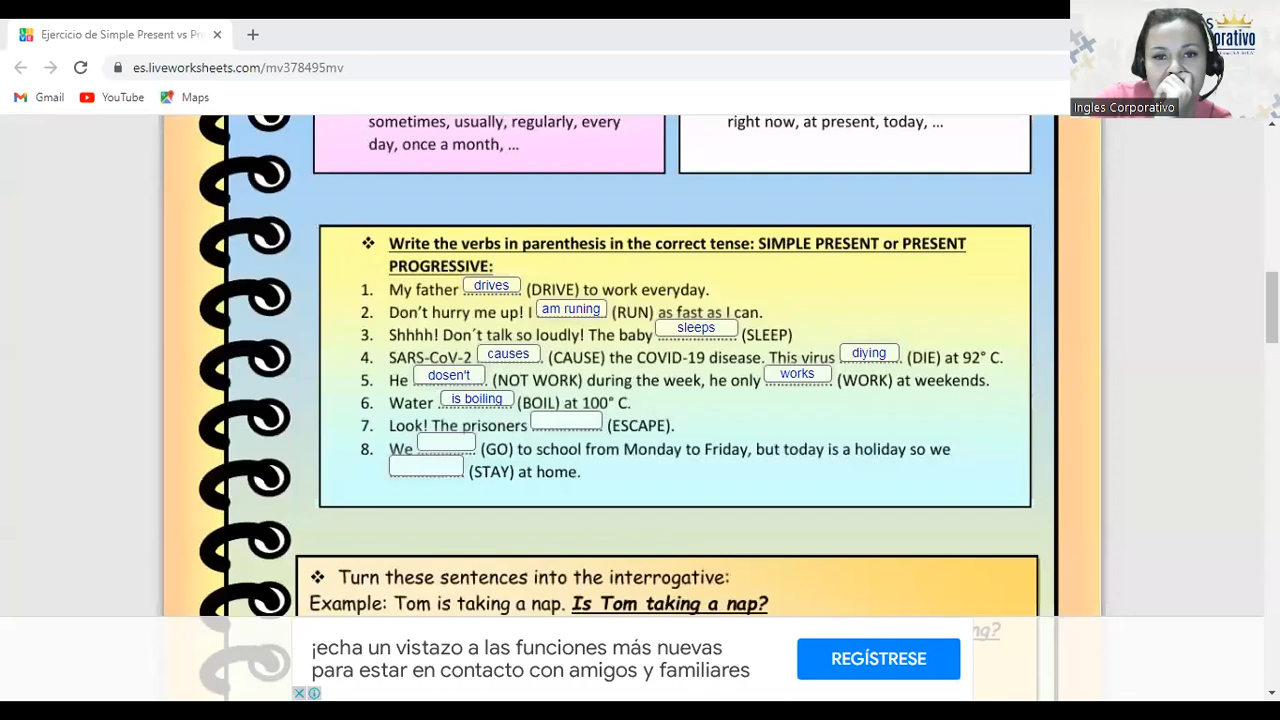 Ejercicio de Simple Present vs Pr
es.liveworksheets.com/mv378495mv
Gmail YouTube Maps
orativo
Ingles Corporativo
sometimes, usually, regularly, every
day, once a month, ...
right now, at present, today, ...
❖ Write the verbs in parenthesis in the correct tense: SIMPLE PRESENT or PRESENT
PROGRESSIVE:
1. My father drives (DRIVE) to work everyday.
2. Don't hurry me up! I am runing (RUN) as fast as I can.
3. Shhhh! Don´t talk so loudly! The baby sleeps (SLEEP)
4. SARS-CoV-2 causes (CAUSE) the COVID-19 disease. This virus diying (DIE) at 92° C.
5. He dosen't (NOT WORK) during the week, he only works (WORK) at weekends.
6. Water is boiling (BOIL) at 100° C.
7. Look! The prisoners (ESCAPE).
8. We (GO) to school from Monday to Friday, but today is a holiday so we
(STAY) at home.
❖ Turn these sentences into the interrogative:
Example: Tom is taking a nap. Is Tom taking a nap?
ng?
¡echa un vistazo a las funciones más nuevas
para estar en contacto con amigos y familiares
REGÍSTRESE